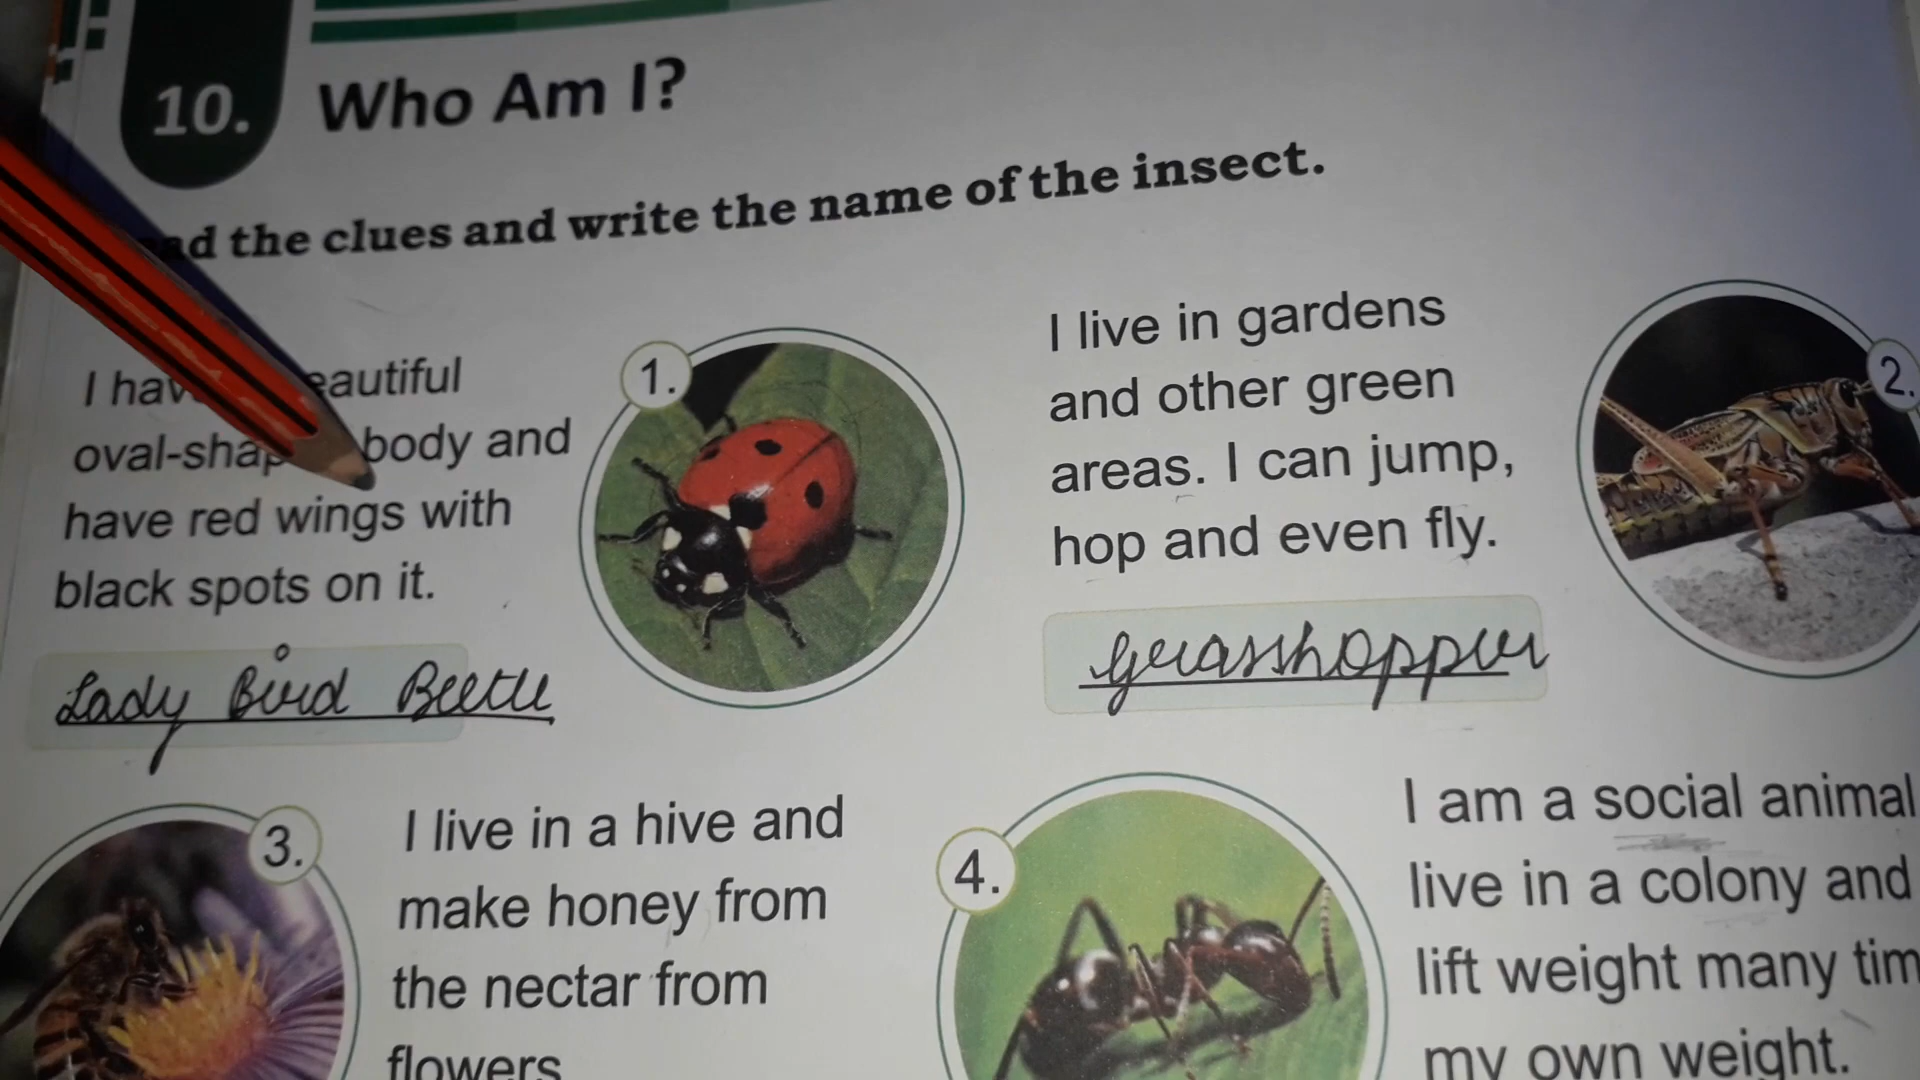 10. Who Am I?
the clues and write the name of the insect.
I
oval-shap body and
have red wings with
black spots on it.
1.
Lady Bird Beetle
I live in gardens
and other green
areas. I can jump,
hop and even fly.
2.
Grasshopper
3.
I live in a hive and
make honey from
the nectar from
flowers
4.
I am a social animal
live in a colony and
lift weight many tim
my own weight.